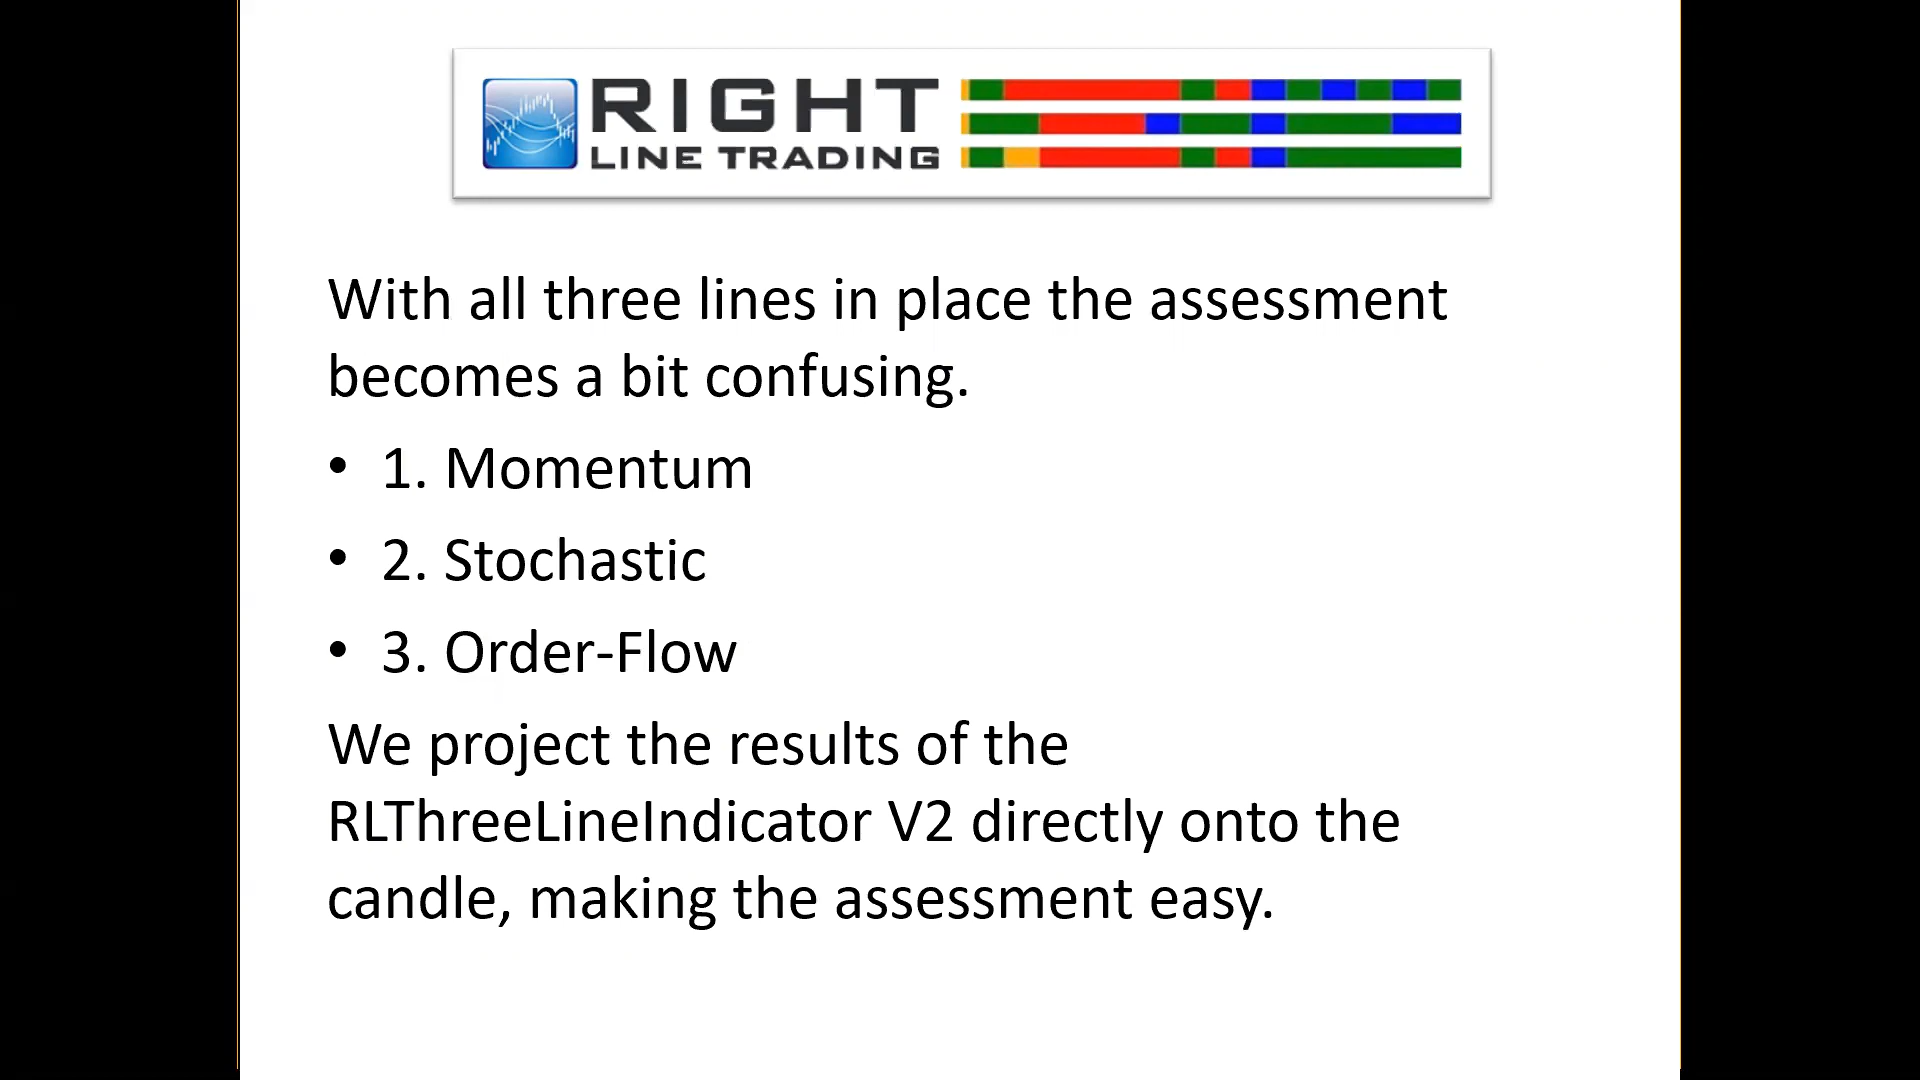 RIGHT
LINE TRADING
With all three lines in place the assessment
becomes a bit confusing.
• 1. Momentum
• 2. Stochastic
• 3. Order-Flow
We project the results of the
RLThreeLineIndicator V2 directly onto the
candle, making the assessment easy.